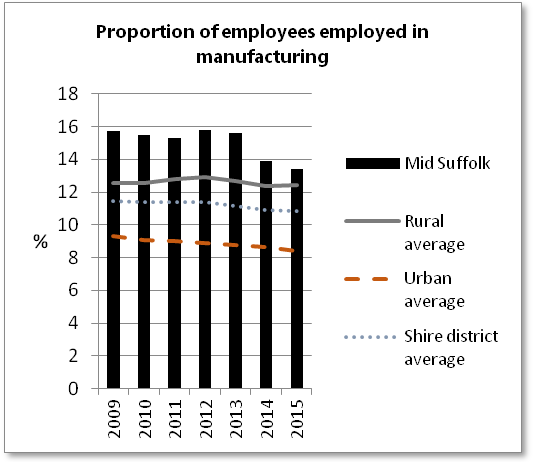 Proportion of employees employed in
manufacturing
18
16
14
12
10
8
6
4
2
0
%
2009
2010
2011
2012
2013
2014
2015
Mid Suffolk
Rural
average
Urban
average
Shire district
average